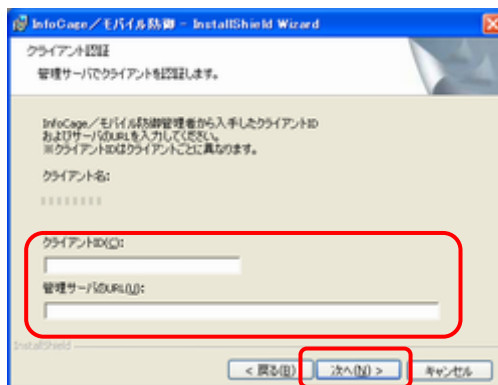 InfoCage／モバイル防御 - InstallShield Wizard
クライアント認証
管理サーバでクライアントを認証します。
InfoCage／モバイル防御管理者から入手したクライアントID
およびサーバのURLを入力してください。
※クライアントIDはクライアントごとに異なります。
クライアント名:
クライアントID(C):
管理サーバのURL(U):
InstallShield
< 戻る(B)
次へ(N) >
キャンセル